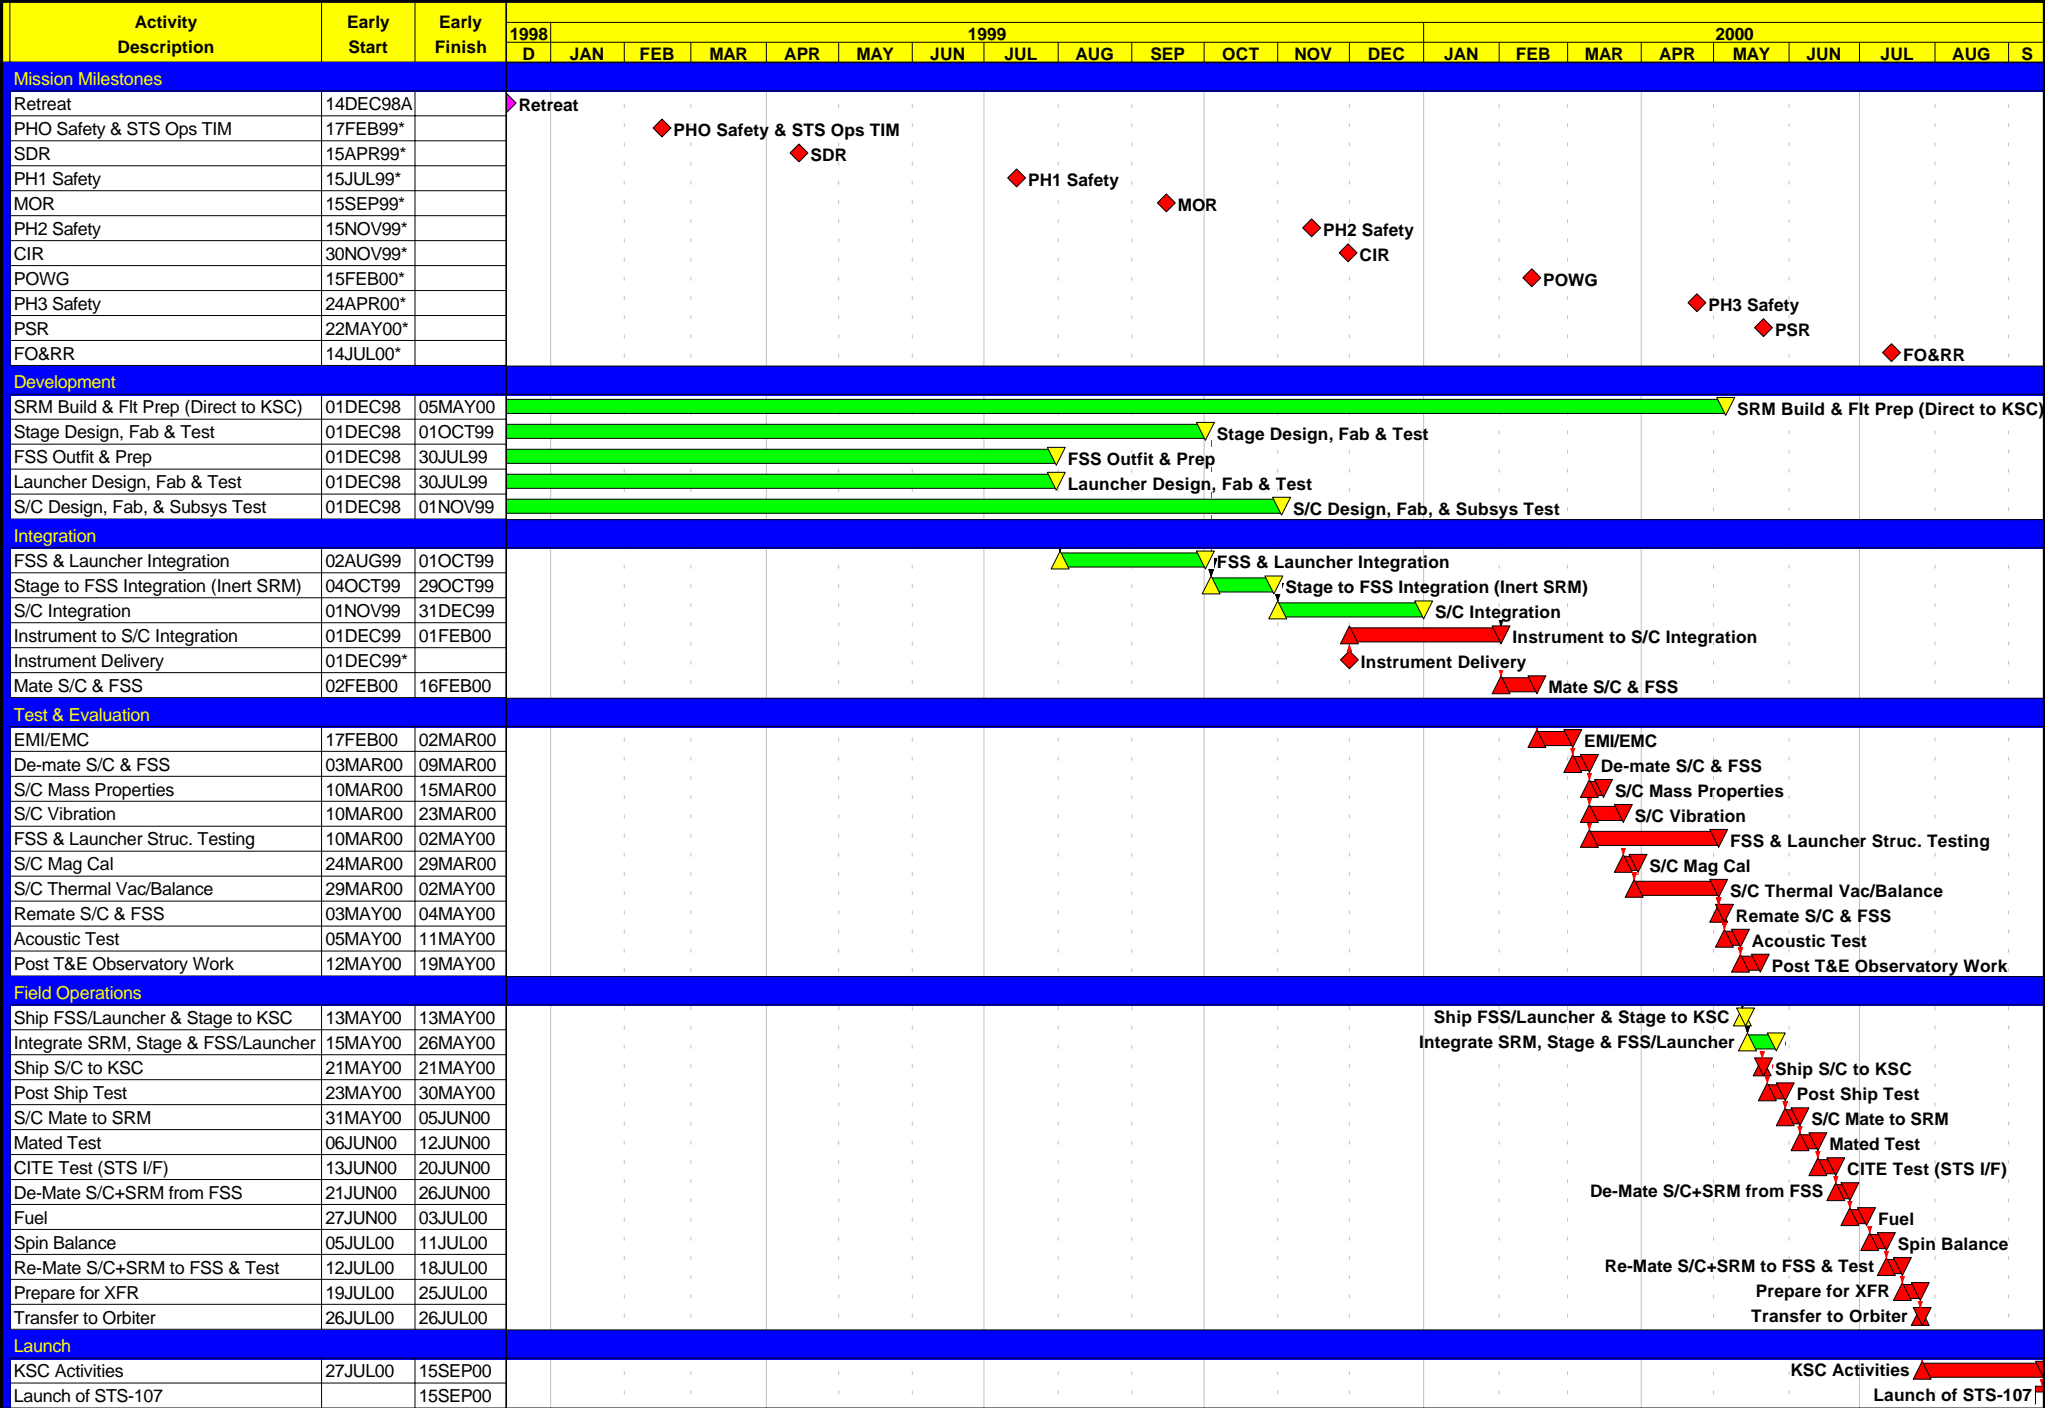 Activity Description Early Start Early Finish
1998 1999 2000
D JAN FEB MAR APR MAY JUN JUL AUG SEP OCT NOV DEC JAN FEB MAR APR MAY JUN JUL AUG S
Mission Milestones
Retreat 14DEC98A Retreat
PHO Safety & STS Ops TIM 17FEB99* PHO Safety & STS Ops TIM
SDR 15APR99* SDR
PH1 Safety 15JUL99* PH1 Safety
MOR 15SEP99* MOR
PH2 Safety 15NOV99* PH2 Safety
CIR 30NOV99* CIR
POWG 15FEB00* POWG
PH3 Safety 24APR00* PH3 Safety
PSR 22MAY00* PSR
FO&RR 14JUL00* FO&RR
Development
SRM Build & Flt Prep (Direct to KSC) 01DEC98 05MAY00 SRM Build & Flt Prep (Direct to KSC)
Stage Design, Fab & Test 01DEC98 01OCT99 Stage Design, Fab & Test
FSS Outfit & Prep 01DEC98 30JUL99 FSS Outfit & Prep
Launcher Design, Fab & Test 01DEC98 30JUL99 Launcher Design, Fab & Test
S/C Design, Fab, & Subsys Test 01DEC98 01NOV99 S/C Design, Fab, & Subsys Test
Integration
FSS & Launcher Integration 02AUG99 01OCT99 FSS & Launcher Integration
Stage to FSS Integration (Inert SRM) 04OCT99 29OCT99 Stage to FSS Integration (Inert SRM)
S/C Integration 01NOV99 31DEC99 S/C Integration
Instrument to S/C Integration 01DEC99 01FEB00 Instrument to S/C Integration
Instrument Delivery 01DEC99* Instrument Delivery
Mate S/C & FSS 02FEB00 16FEB00 Mate S/C & FSS
Test & Evaluation
EMI/EMC 17FEB00 02MAR00 EMI/EMC
De-mate S/C & FSS 03MAR00 09MAR00 De-mate S/C & FSS
S/C Mass Properties 10MAR00 15MAR00 S/C Mass Properties
S/C Vibration 10MAR00 23MAR00 S/C Vibration
FSS & Launcher Struc. Testing 10MAR00 02MAY00 FSS & Launcher Struc. Testing
S/C Mag Cal 24MAR00 29MAR00 S/C Mag Cal
S/C Thermal Vac/Balance 29MAR00 02MAY00 S/C Thermal Vac/Balance
Remate S/C & FSS 03MAY00 04MAY00 Remate S/C & FSS
Acoustic Test 05MAY00 11MAY00 Acoustic Test
Post T&E Observatory Work 12MAY00 19MAY00 Post T&E Observatory Work
Field Operations
Ship FSS/Launcher & Stage to KSC 13MAY00 13MAY00 Ship FSS/Launcher & Stage to KSC
Integrate SRM, Stage & FSS/Launcher 15MAY00 26MAY00 Integrate SRM, Stage & FSS/Launcher
Ship S/C to KSC 21MAY00 21MAY00 Ship S/C to KSC
Post Ship Test 23MAY00 30MAY00 Post Ship Test
S/C Mate to SRM 31MAY00 05JUN00 S/C Mate to SRM
Mated Test 06JUN00 12JUN00 Mated Test
CITE Test (STS I/F) 13JUN00 20JUN00 CITE Test (STS I/F)
De-Mate S/C+SRM from FSS 21JUN00 26JUN00 De-Mate S/C+SRM from FSS
Fuel 27JUN00 03JUL00 Fuel
Spin Balance 05JUL00 11JUL00 Spin Balance
Re-Mate S/C+SRM to FSS & Test 12JUL00 18JUL00 Re-Mate S/C+SRM to FSS & Test
Prepare for XFR 19JUL00 25JUL00 Prepare for XFR
Transfer to Orbiter 26JUL00 26JUL00 Transfer to Orbiter
Launch
KSC Activities 27JUL00 15SEP00 KSC Activities
Launch of STS-107 15SEP00 Launch of STS-107